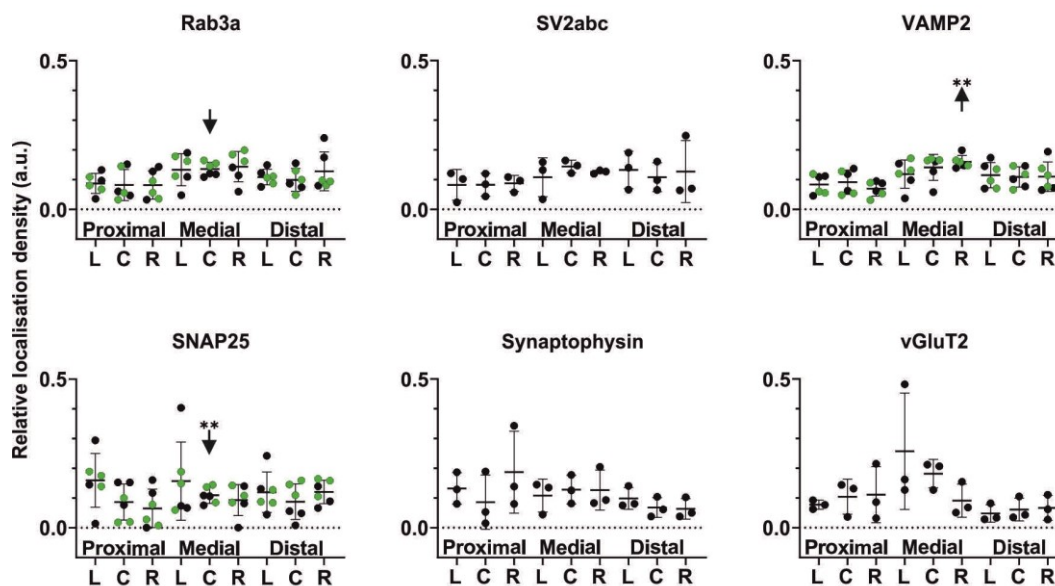 Relative localisation density (a.u.)
Rab3a
0.5
0.0
Proximal Medial Distal
L C R L C R L C R
SV2abc
0.5
0.0
Proximal Medial Distal
L C R L C R L C R
VAMP2
0.5
**
0.0
Proximal Medial Distal
L C R L C R L C R
SNAP25
0.5
**
0.0
Proximal Medial Distal
L C R L C R L C R
Synaptophysin
0.5
0.0
Proximal Medial Distal
L C R L C R L C R
vGluT2
0.5
0.0
Proximal Medial Distal
L C R L C R L C R